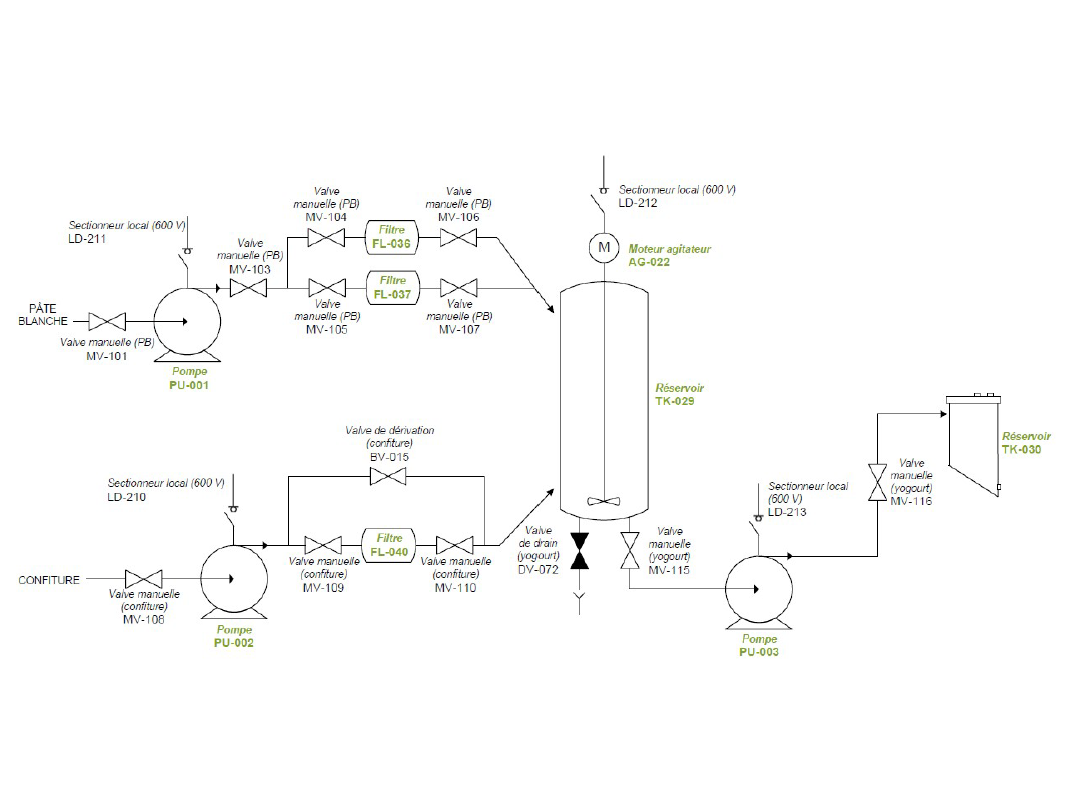 Valve
manuelle (PB)
MV-104
Valve
manuelle (PB)
MV-106
Filtre
FL-036
Sectionneur local (600 V)
LD-211
Valve
manuelle (PB)
MV-103
Filtre
FL-037
Valve
manuelle (PB)
MV-105
Valve
manuelle (PB)
MV-107
PÂTE
BLANCHE
Valve manuelle (PB)
MV-101
Pompe
PU-001
Sectionneur local (600 V)
LD-212
M
Moteur agitateur
AG-022
Réservoir
TK-029
Valve de dérivation
(confiture)
BV-015
Sectionneur local (600 V)
LD-210
Filtre
FL-040
Valve manuelle
(confiture)
MV-109
Valve manuelle
(confiture)
MV-110
CONFITURE
Valve manuelle
(confiture)
MV-108
Pompe
PU-002
Valve
de drain
(yogourt)
DV-072
Valve
manuelle
(yogourt)
MV-115
Sectionneur local
(600 V)
LD-213
Pompe
PU-003
Valve
manuelle
(yogourt)
MV-116
Réservoir
TK-030